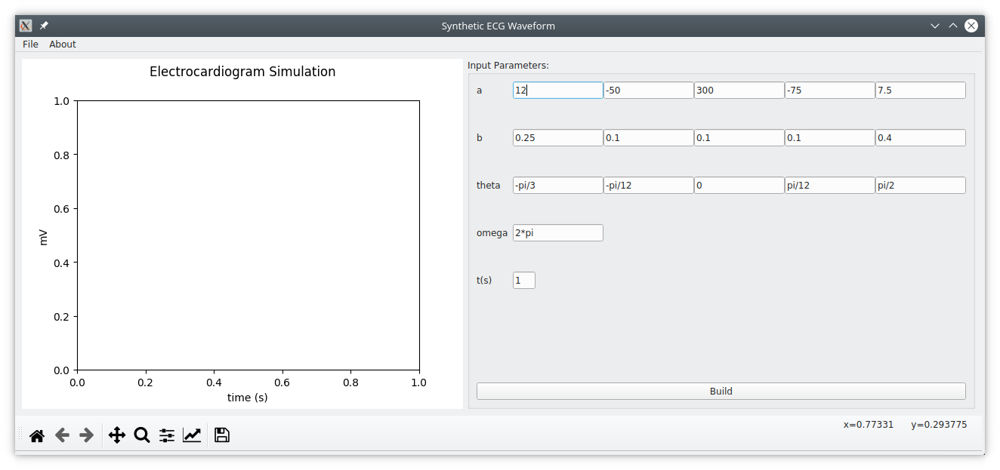 Synthetic ECG Waveform
File About
Electrocardiogram Simulation
1.0
0.8
0.6
0.4
0.2
0.0
mV
0.0 0.2 0.4 0.6 0.8 1.0
time (s)
Input Parameters:
a 12 -50 300 -75 7.5
b 0.25 0.1 0.1 0.1 0.4
theta -pi/3 -pi/12 0 pi/12 pi/2
omega 2*pi
t(s) 1
Build
x=0.77331 y=0.293775